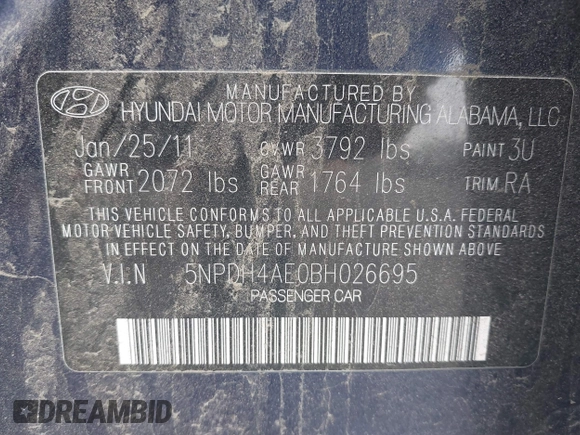 MANUFACTURED BY
HYUNDAI MOTOR MANUFACTURING ALABAMA, LLC
Jan/25/11 GVWR 3792 lbs PAINT 3U
GAWR FRONT 2072 lbs GAWR REAR 1764 lbs TRIM RA
THIS VEHICLE CONFORMS TO ALL APPLICABLE U.S.A. FEDERAL
MOTOR VEHICLE SAFETY, BUMPER, AND THEFT PREVENTION STANDARDS
IN EFFECT ON THE DATE OF MANUFACTURE SHOWN ABOVE.
V.I.N 5NPDH4AE0BH026695
PASSENGER CAR
DREAMBID